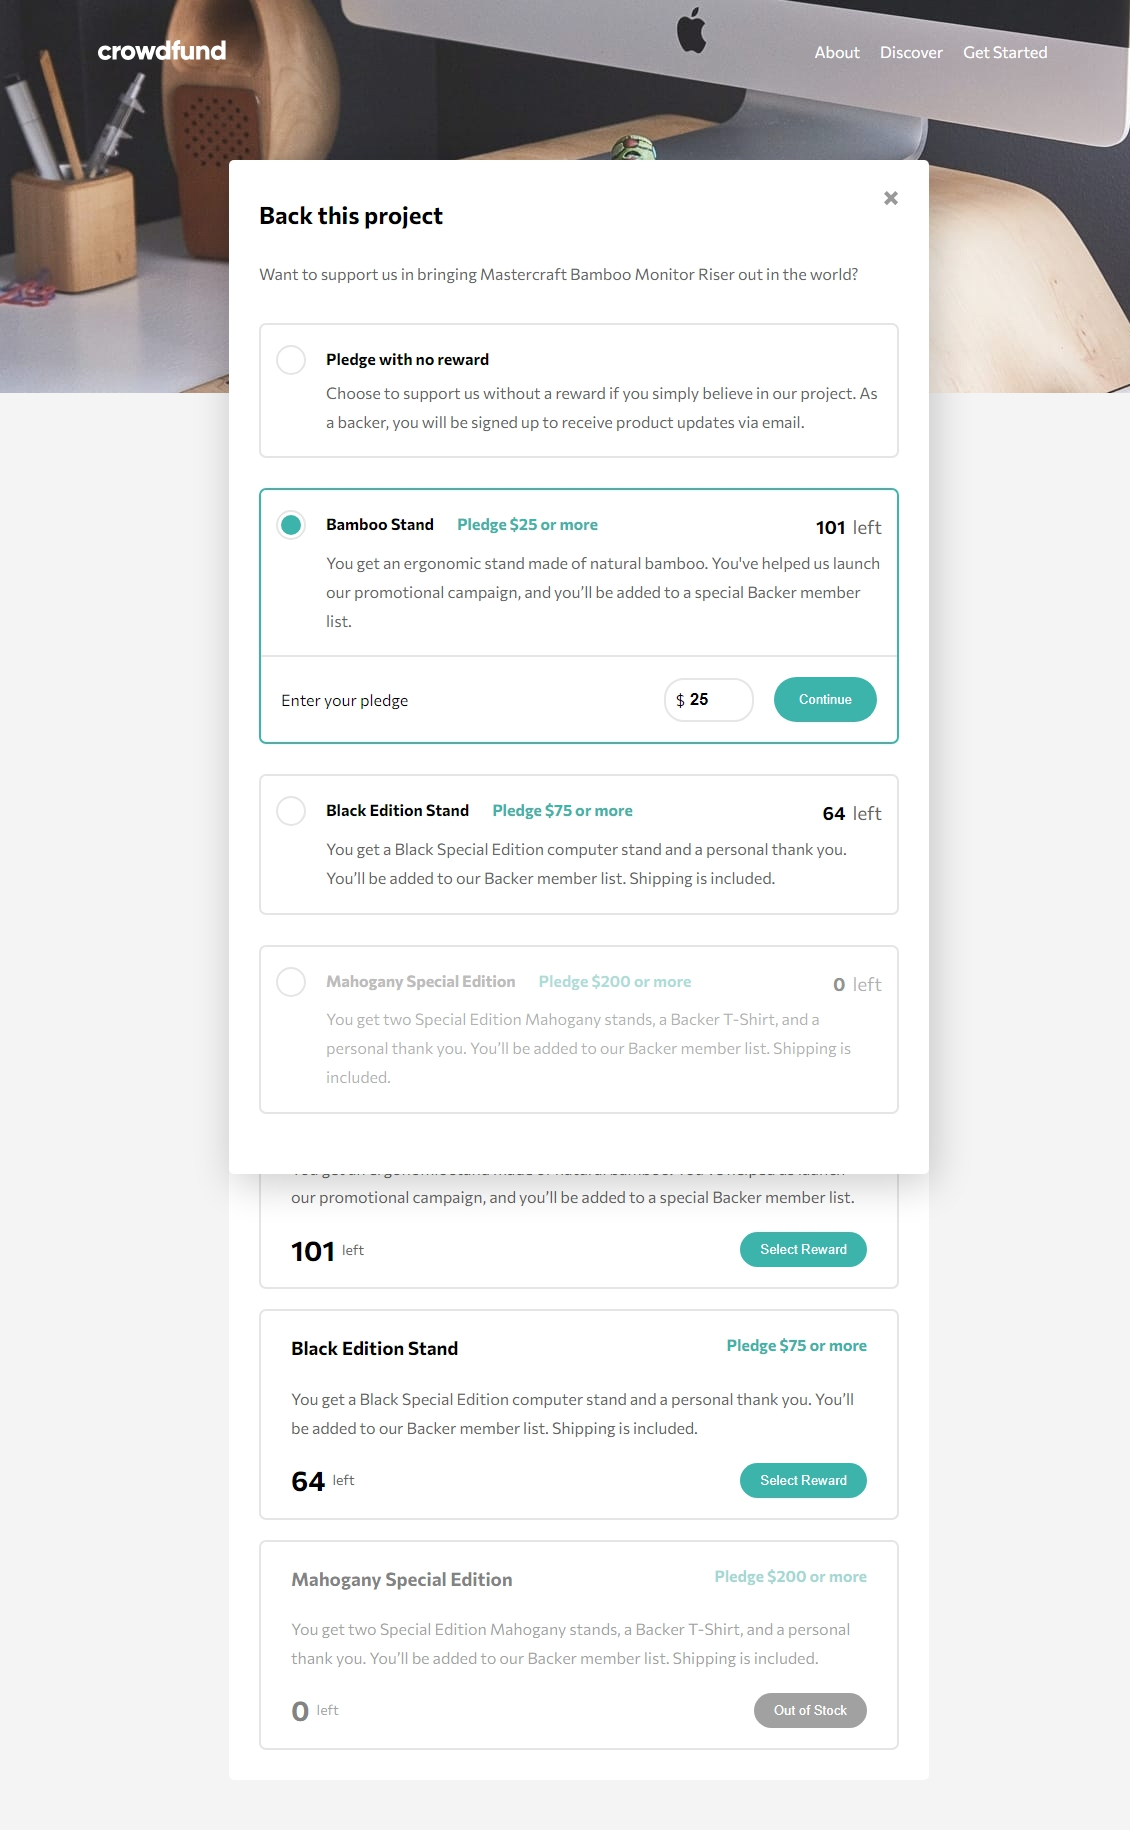 crowdfund
About Discover Get Started
Back this project
Want to support us in bringing Mastercraft Bamboo Monitor Riser out in the world?
Pledge with no reward
Choose to support us without a reward if you simply believe in our project. As
a backer, you will be signed up to receive product updates via email.
Bamboo Stand Pledge $25 or more 101 left
You get an ergonomic stand made of natural bamboo. You've helped us launch
our promotional campaign, and you’ll be added to a special Backer member
list.
Enter your pledge $ 25 Continue
Black Edition Stand Pledge $75 or more 64 left
You get a Black Special Edition computer stand and a personal thank you.
You’ll be added to our Backer member list. Shipping is included.
Mahogany Special Edition Pledge $200 or more 0 left
You get two Special Edition Mahogany stands, a Backer T-Shirt, and a
personal thank you. You’ll be added to our Backer member list. Shipping is
included.
our promotional campaign, and you’ll be added to a special Backer member list.
101 left Select Reward
Black Edition Stand Pledge $75 or more
You get a Black Special Edition computer stand and a personal thank you. You’ll
be added to our Backer member list. Shipping is included.
64 left Select Reward
Mahogany Special Edition Pledge $200 or more
You get two Special Edition Mahogany stands, a Backer T-Shirt, and a personal
thank you. You’ll be added to our Backer member list. Shipping is included.
0 left Out of Stock